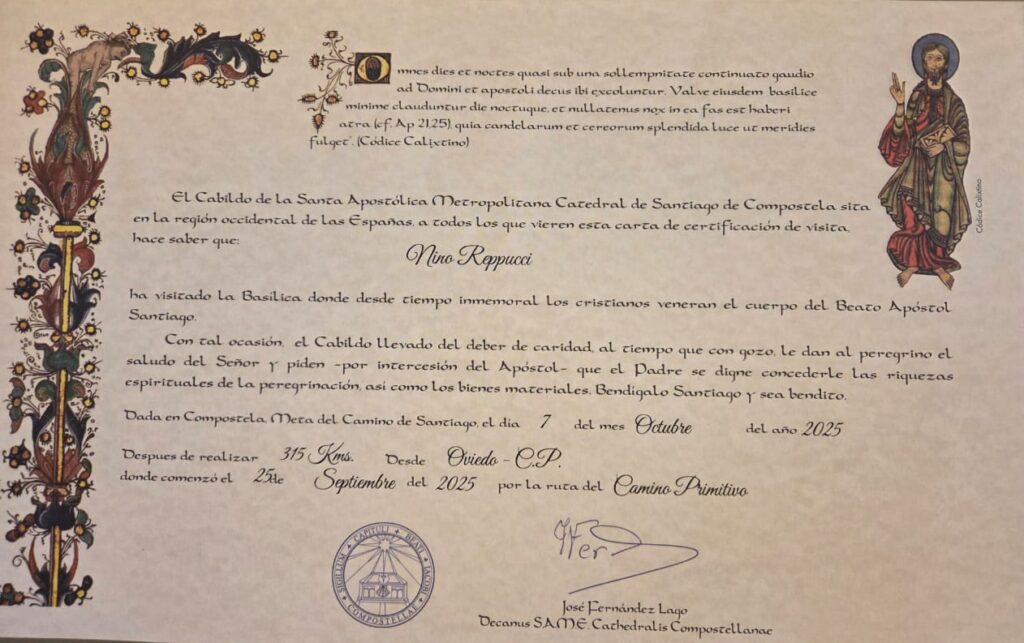 Omnes dies et noctes quasi sub una sollempnitate continuato gaudio
ad Domini et apostoli decus ibi excoluntur. Valve eiusdem basilice
minime clauduntur die noctuque, et nullatenus nox in ea fas est haberi
atra (cf. Ap 21,25), quia candelarum et cereorum splendida luce ut meridies
fulget". (Códice Calixtino)
Códice Calixtino
El Cabildo de la Santa Apostólica Metropolitana Catedral de Santiago de Compostela sita
en la región occidental de las Españas, a todos los que vieren esta carta de certificación de visita,
hace saber que:
Nino Reppucci
ha visitado la Basílica donde desde tiempo inmemoral los cristianos veneran el cuerpo del Beato Apóstol
Santiago.
Con tal ocasión, el Cabildo llevado del deber de caridad, al tiempo que con gozo, le dan al peregrino el
saludo del Señor y piden -por intercesión del Apóstol- que el Padre se digne concederle las riquezas
espirituales de la peregrinación, así como los bienes materiales. Bendígalo Santiago y sea bendito.
Dada en Compostela, Meta del Camino de Santiago, el día 7 del mes Octubre del año 2025
Despues de realizar 315 Kms. Desde Oviedo - C.P.
donde comenzó el 25 de Septiembre del 2025 por la ruta del Camino Primitivo
SIGILLUM CAPITULI BEATI IACOBI COMPOSTELLAE
José Fernández Lago
Decanus S.A.M.E. Cathedralis Compostellanae